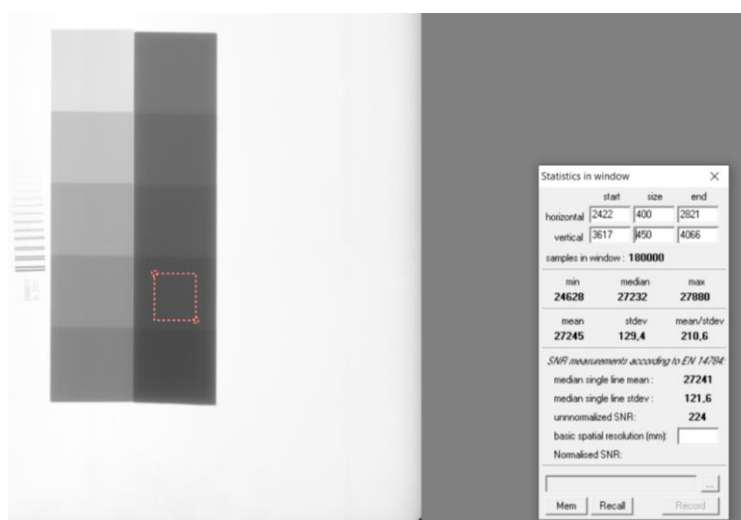 Statistics in window
start size end
horizontal 2422 400 2821
vertical 3617 450 4066
samples in window : 180000
min median max
24628 27232 27880
mean stdev mean/stdev
27245 129,4 210,6
SNR measurements according to EN 14784:
median single line mean : 27241
median single line stdev : 121,6
unnnormalized SNR: 224
basic spatial resolution (mm):
Normalised SNR:
...
Mem Recall Record